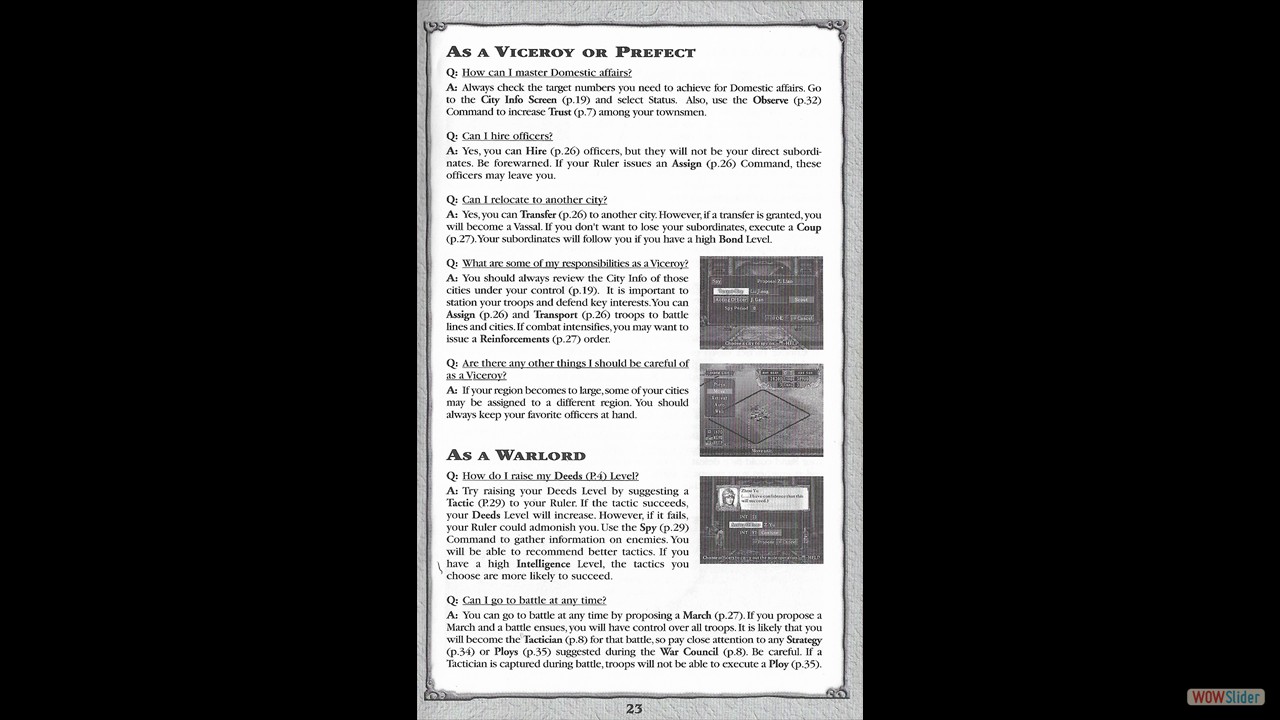 AS A VICEROY OR PREFECT
Q: How can I master Domestic affairs?
A: Always check the target numbers you need to achieve for Domestic affairs. Go
to the City Info Screen (p.19) and select Status. Also, use the Observe (p.32)
Command to increase Trust (p.7) among your townsmen.
Q: Can I hire officers?
A: Yes, you can Hire (p.26) officers, but they will not be your direct subordi-
nates. Be forewarned. If your Ruler issues an Assign (p.26) Command, these
officers may leave you.
Q: Can I relocate to another city?
A: Yes, you can Transfer (p.26) to another city. However, if a transfer is granted, you
will become a Vassal. If you don't want to lose your subordinates, execute a Coup
(p.27). Your subordinates will follow you if you have a high Bond Level.
Q: What are some of my responsibilities as a Viceroy?
A: You should always review the City Info of those
cities under your control (p.19). It is important to
station your troops and defend key interests. You can
Assign (p.26) and Transport (p.26) troops to battle
lines and cities. If combat intensifies, you may want to
issue a Reinforcements (p.27) order.
Q: Are there any other things I should be careful of
as a Viceroy?
A: If your region becomes to large, some of your cities
may be assigned to a different region. You should
always keep your favorite officers at hand.
AS A WARLORD
Q: How do I raise my Deeds (P.4) Level?
A: Try raising your Deeds Level by suggesting a
Tactic (P.29) to your Ruler. If the tactic succeeds,
your Deeds Level will increase. However, if it fails,
your Ruler could admonish you. Use the Spy (p.29)
Command to gather information on enemies. You
will be able to recommend better tactics. If you
have a high Intelligence Level, the tactics you
choose are more likely to succeed.
Q: Can I go to battle at any time?
A: You can go to battle at any time by proposing a March (p.27). If you propose a
March and a battle ensues, you will have control over all troops. It is likely that you
will become the Tactician (p.8) for that battle, so pay close attention to any Strategy
(p.34) or Ploys (p.35) suggested during the War Council (p.8). Be careful. If a
Tactician is captured during battle, troops will not be able to execute a Ploy (p.35).
23
WOWSlider